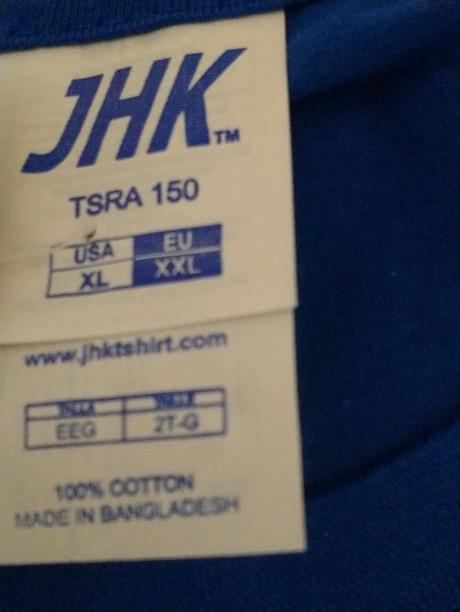 JHK™
TSRA 150
USA EU
XL XXL
www.jhktshirt.com
EEG 2T-G
100% COTTON
MADE IN BANGLADESH